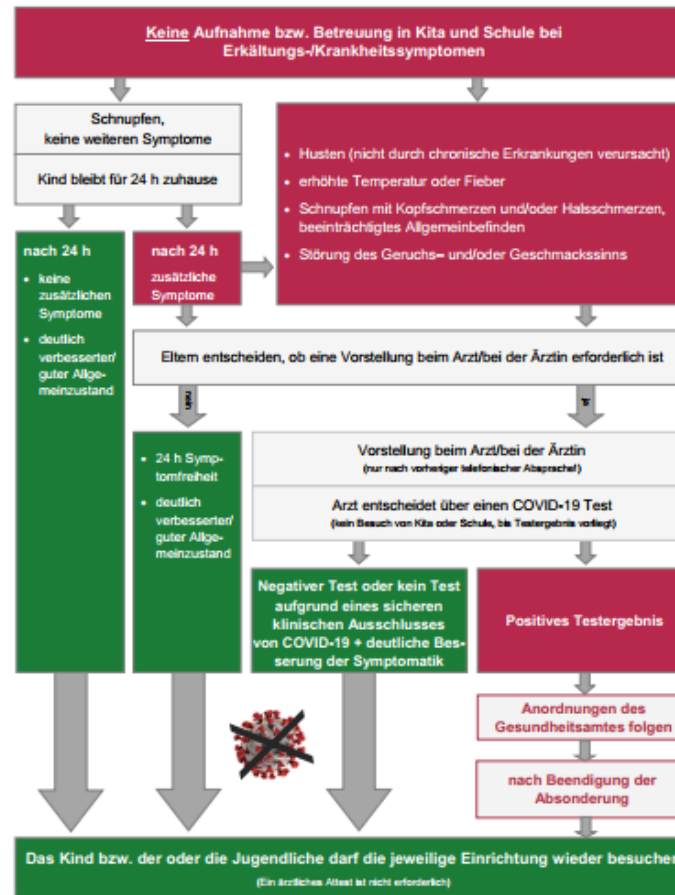 Keine Aufnahme bzw. Betreuung in Kita und Schule bei
Erkältungs-/Krankheitssymptomen
Schnupfen,
keine weiteren Symptome
Kind bleibt für 24 h zuhause
• Husten (nicht durch chronische Erkrankungen verursacht)
• erhöhte Temperatur oder Fieber
• Schnupfen mit Kopfschmerzen und/oder Halsschmerzen,
beeinträchtigtes Allgemeinbefinden
• Störung des Geruchs– und/oder Geschmackssinns
nach 24 h
• keine
zusätzlichen
Symptome
• deutlich
verbesserter/
guter Allge-
meinzustand
nach 24 h
zusätzliche
Symptome
Eltern entscheiden, ob eine Vorstellung beim Arzt/bei der Ärztin erforderlich ist
nein
ja
• 24 h Symp-
tomfreiheit
• deutlich
verbesserter/
guter Allge-
meinzustand
Vorstellung beim Arzt/bei der Ärztin
(nur nach vorheriger telefonischer Absprache!)
Arzt entscheidet über einen COVID-19 Test
(kein Besuch von Kita oder Schule, bis Testergebnis vorliegt)
Negativer Test oder kein Test
aufgrund eines sicheren
klinischen Ausschlusses
von COVID-19 + deutliche Bes-
serung der Symptomatik
Positives Testergebnis
Anordnungen des
Gesundheitsamtes folgen
nach Beendigung der
Absonderung
Das Kind bzw. der oder die Jugendliche darf die jeweilige Einrichtung wieder besuchen
(Ein ärztliches Attest ist nicht erforderlich)